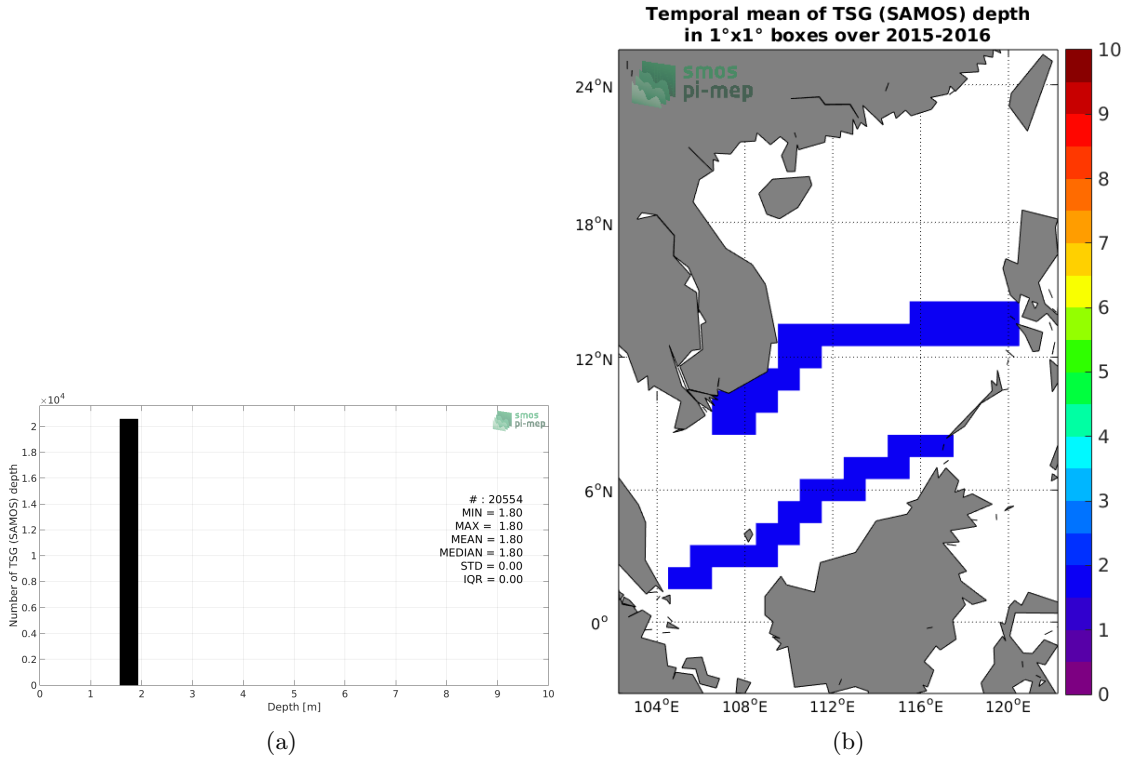 ×10⁴
2
1.8
1.6
1.4
1.2
1
0.8
0.6
0.4
0.2
0
Number of TSG (SAMOS) depth
0 1 2 3 4 5 6 7 8 9 10
Depth [m]
smos
pi-mep
# : 20554
MIN = 1.80
MAX = 1.80
MEAN = 1.80
MEDIAN = 1.80
STD = 0.00
IQR = 0.00
(a)
Temporal mean of TSG (SAMOS) depth
in 1°x1° boxes over 2015-2016
smos
pi-mep
24°N
18°N
12°N
6°N
0°
104°E 108°E 112°E 116°E 120°E
10
9
8
7
6
5
4
3
2
1
0
(b)